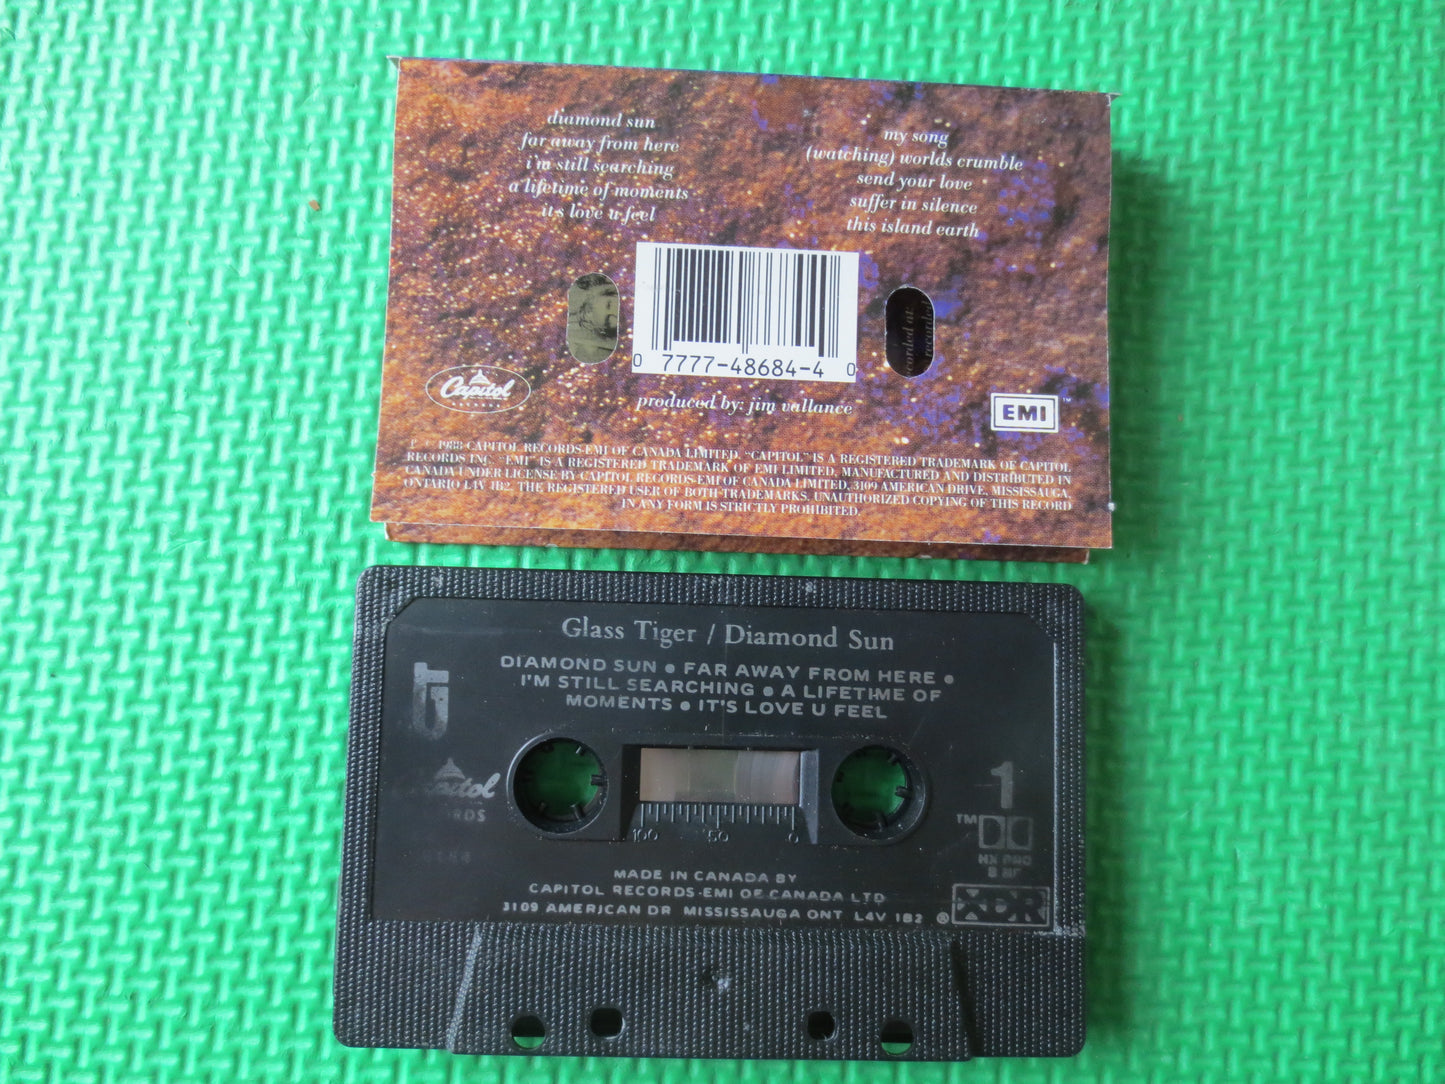 diamond sun
far away from here
i'm still searching
a lifetime of moments
it's love u feel
my song
(watching) worlds crumble
send your love
suffer in silence
this island earth
recorded
0 7777-48684-4 0
Capitol
produced by: jim vallance
EMI
℗ © 1988 CAPITOL RECORDS-EMI OF CANADA LIMITED. "CAPITOL" IS A REGISTERED TRADEMARK OF CAPITOL
RECORDS INC. "EMI" IS A REGISTERED TRADEMARK OF EMI LIMITED. MANUFACTURED AND DISTRIBUTED IN
CANADA UNDER LICENSE BY CAPITOL RECORDS-EMI OF CANADA LIMITED, 3109 AMERICAN DRIVE, MISSISSAUGA,
ONTARIO L4V 1B2. THE REGISTERED USER OF BOTH TRADEMARKS. UNAUTHORIZED COPYING OF THIS RECORD
IN ANY FORM IS STRICTLY PROHIBITED.
Glass Tiger / Diamond Sun
DIAMOND SUN • FAR AWAY FROM HERE •
I'M STILL SEARCHING • A LIFETIME OF
MOMENTS • IT'S LOVE U FEEL
1
TM
HX PRO
100 50 0
MADE IN CANADA BY
CAPITOL RECORDS-EMI OF CANADA LTD
3109 AMERICAN DR MISSISSAUGA ONT L4V 1B2 ®
XDR